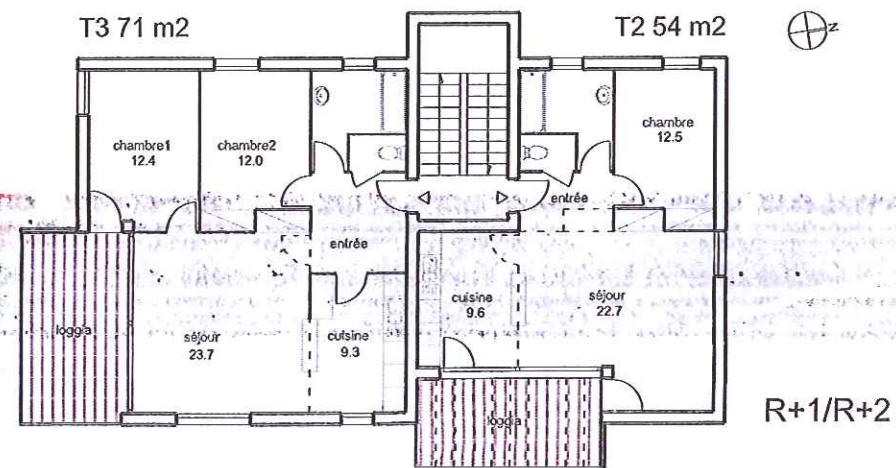 T3 71 m2
T2 54 m2
N
chambre1
12.4
chambre2
12.0
chambre
12.5
entrée
entrée
loggia
séjour
23.7
cuisine
9.3
cuisine
9.6
séjour
22.7
loggia
R+1/R+2